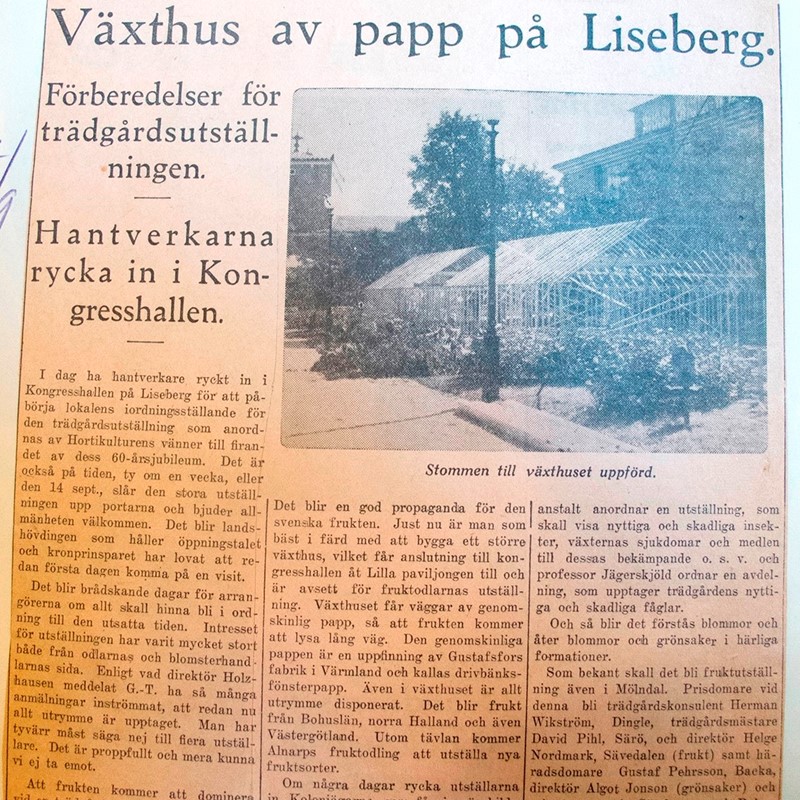 Växthus av papp på Liseberg.
Förberedelser för
trädgårdsutställ-
ningen.
Hantverkarna
rycka in i Kon-
gresshallen.
Stommen till växthuset uppförd.
I dag ha hantverkare ryckt in i
Kongresshallen på Liseberg för att på-
börja lokalens iordningsställande för
den trädgårdsutställning som anord-
nas av Hortikulturens vänner till firan-
det av dess 60-årsjubileum. Det är
också på tiden, ty om en vecka, eller
den 14 sept., slår den stora utställ-
ningen upp portarna och bjuder all-
mänheten välkommen. Det blir lands-
hövdingen som håller öppningstalet
och kronprinsparet har lovat att re-
dan första dagen komma på en visit.
Det blir brådskande dagar för arran-
görerna om allt skall hinna bli i ord-
ning till den utsatta tiden. Intresset
för utställningen har varit mycket stort
både från odlarnas och blomsterhand-
larnas sida. Enligt vad direktör Holz-
hausen meddelat G.-T. ha så många
anmälningar inströmmat, att redan nu
allt utrymme är upptaget. Man har
tyvärr måst säga nej till flera utstäl-
lare. Det är proppfullt och mera kunna
vi ej ta emot.
Att frukten kommer att dominera
Det blir en god propaganda för den
svenska frukten. Just nu är man som
bäst i färd med att bygga ett större
växthus, vilket får anslutning till kon-
gresshallen åt Lilla paviljongen till och
är avsett för fruktodlarnas utställ-
ning. Växthuset får väggar av genom-
skinlig papp, så att frukten kommer
att lysa lång väg. Den genomskinliga
pappen är en uppfinning av Gustafsfors
fabrik i Värmland och kallas drivbänks-
fönsterpapp. Även i växthuset är allt
utrymme disponerat. Det blir frukt
från Bohuslän, norra Halland och även
Västergötland. Utom tävlan kommer
Alnarps fruktodling att utställa nya
fruktsorter.
Om några dagar rycka utställarna
anstalt anordnar en utställning, som
skall visa nyttiga och skadliga insek-
ter, växternas sjukdomar och medlen
till dessas bekämpande o. s. v. och
professor Jägerskjöld ordnar en avdel-
ning, som upptager trädgårdens nytti-
ga och skadliga fåglar.
Och så blir det förstås blommor och
åter blommor och grönsaker i härliga
formationer.
Som bekant skall det bli fruktutställ-
ning även i Mölndal. Prisdomare vid
denna bli trädgårdskonsulent Herman
Wikström, Dingle, trädgårdsmästare
David Pihl, Särö, och direktör Helge
Nordmark, Sävedalen (frukt) samt hä-
radsdomare Gustaf Pehrsson, Backa,
direktör Algot Jonson (grönsaker) och